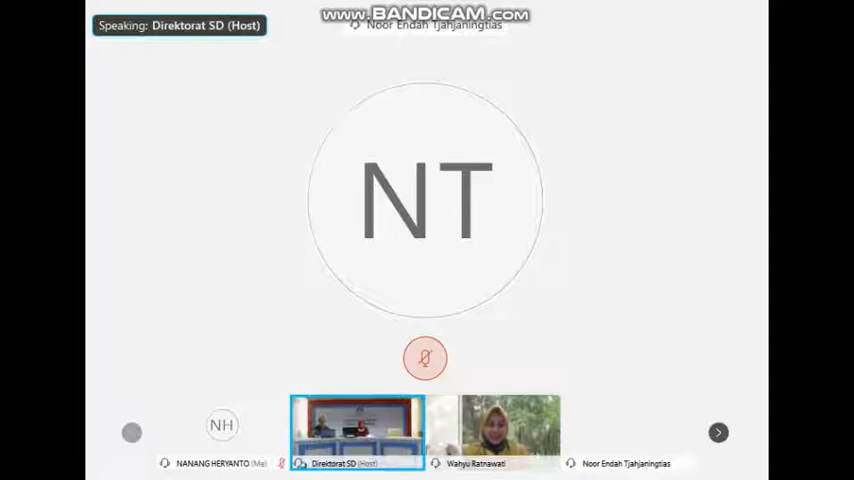 www.BANDICAM.com
Speaking: Direktorat SD (Host)
Noor Endah Tjahjaningtias
NT
NH
NANANG HERYANTO (Me)
Direktorat SD (Host)
Wahyu Ratnawati
Noor Endah Tjahjaningtias